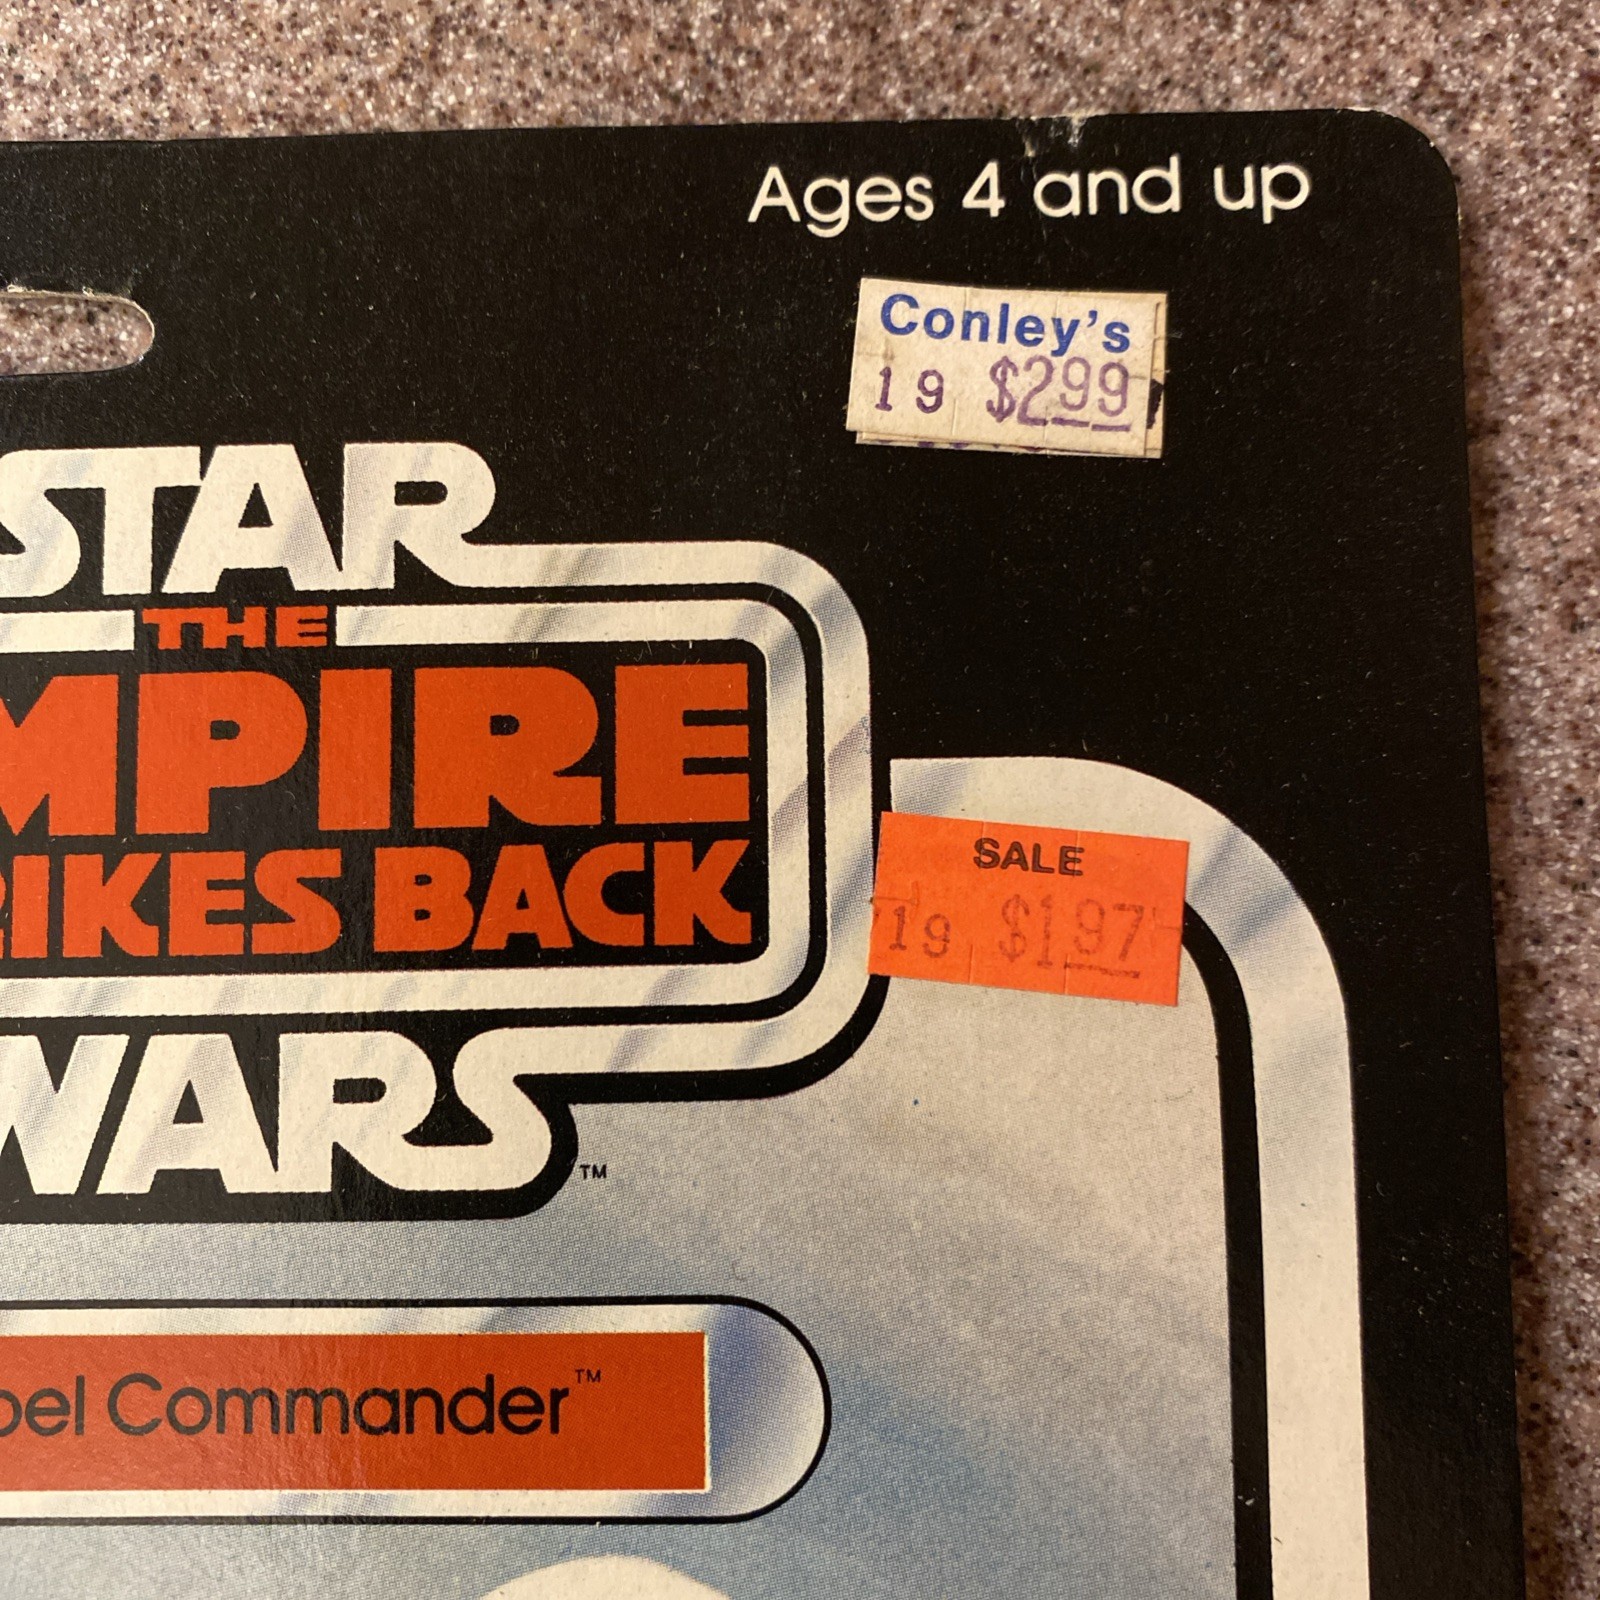 Ages 4 and up
Conley's
19 $2.99
STAR
THE
MPIRE
RIKES BACK
WARS
TM
SALE
19 $1.97
bel Commander TM